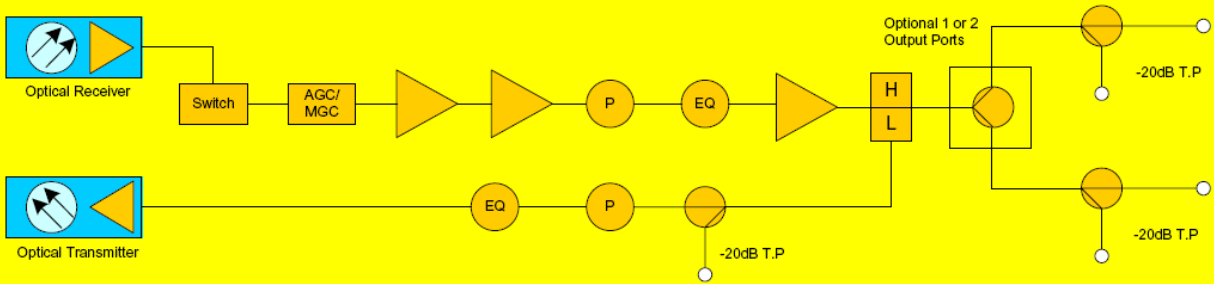 Optional 1 or 2
Output Ports
-20dB T.P
Optical Receiver
Switch
AGC/
MGC
P
EQ
H
L
Optical Transmitter
EQ
P
-20dB T.P
-20dB T.P